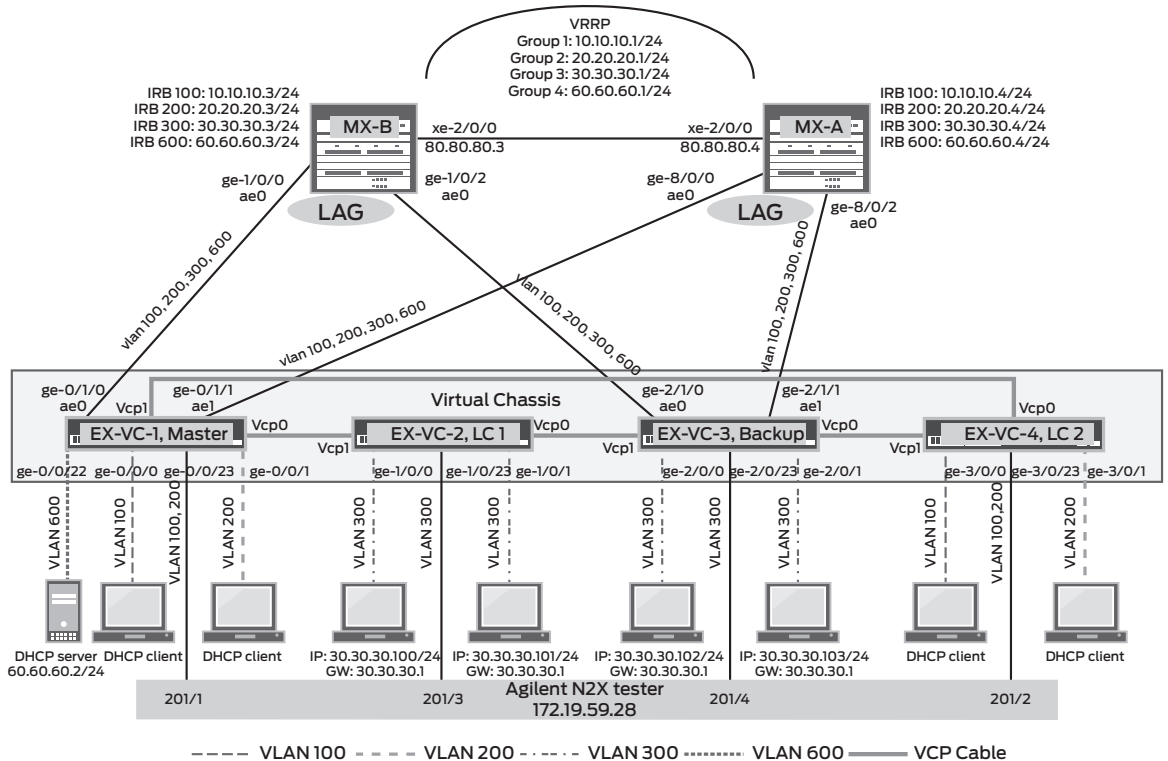 VRRP
Group 1: 10.10.10.1/24
Group 2: 20.20.20.1/24
Group 3: 30.30.30.1/24
Group 4: 60.60.60.1/24
IRB 100: 10.10.10.3/24
IRB 200: 20.20.20.3/24
IRB 300: 30.30.30.3/24
IRB 600: 60.60.60.3/24
MX-B
xe-2/0/0
80.80.80.3
xe-2/0/0
80.80.80.4
MX-A
IRB 100: 10.10.10.4/24
IRB 200: 20.20.20.4/24
IRB 300: 30.30.30.4/24
IRB 600: 60.60.60.4/24
ge-1/0/0
ae0
ge-1/0/2
ae0
ge-8/0/0
ae0
ge-8/0/2
ae0
LAG
LAG
vlan 100, 200, 300, 600
vlan 100, 200, 300, 600
vlan 100, 200, 300, 600
vlan 100, 200, 300, 600
ge-0/1/0
ae0
Vcp1
ge-0/1/1
ae1
Virtual Chassis
ge-2/1/0
ae0
ge-2/1/1
ae1
Vcp0
EX-VC-1, Master
Vcp0
Vcp1
EX-VC-2, LC 1
Vcp0
Vcp1
EX-VC-3, Backup
Vcp0
Vcp1
EX-VC-4, LC 2
ge-0/0/22
ge-0/0/0
ge-0/0/23
ge-0/0/1
ge-1/0/0
ge-1/0/23
ge-1/0/1
ge-2/0/0
ge-2/0/23
ge-2/0/1
ge-3/0/0
ge-3/0/23
ge-3/0/1
VLAN 600
VLAN 100
VLAN 100, 200
VLAN 200
VLAN 300
VLAN 300
VLAN 300
VLAN 300
VLAN 300
VLAN 300
VLAN 100
VLAN 100,200
VLAN 200
DHCP server
60.60.60.2/24
DHCP client
DHCP client
IP: 30.30.30.100/24
GW: 30.30.30.1
IP: 30.30.30.101/24
GW: 30.30.30.1
IP: 30.30.30.102/24
GW: 30.30.30.1
IP: 30.30.30.103/24
GW: 30.30.30.1
DHCP client
DHCP client
201/1
201/3
Agilent N2X tester
172.19.59.28
201/4
201/2
VLAN 100
VLAN 200
VLAN 300
VLAN 600
VCP Cable